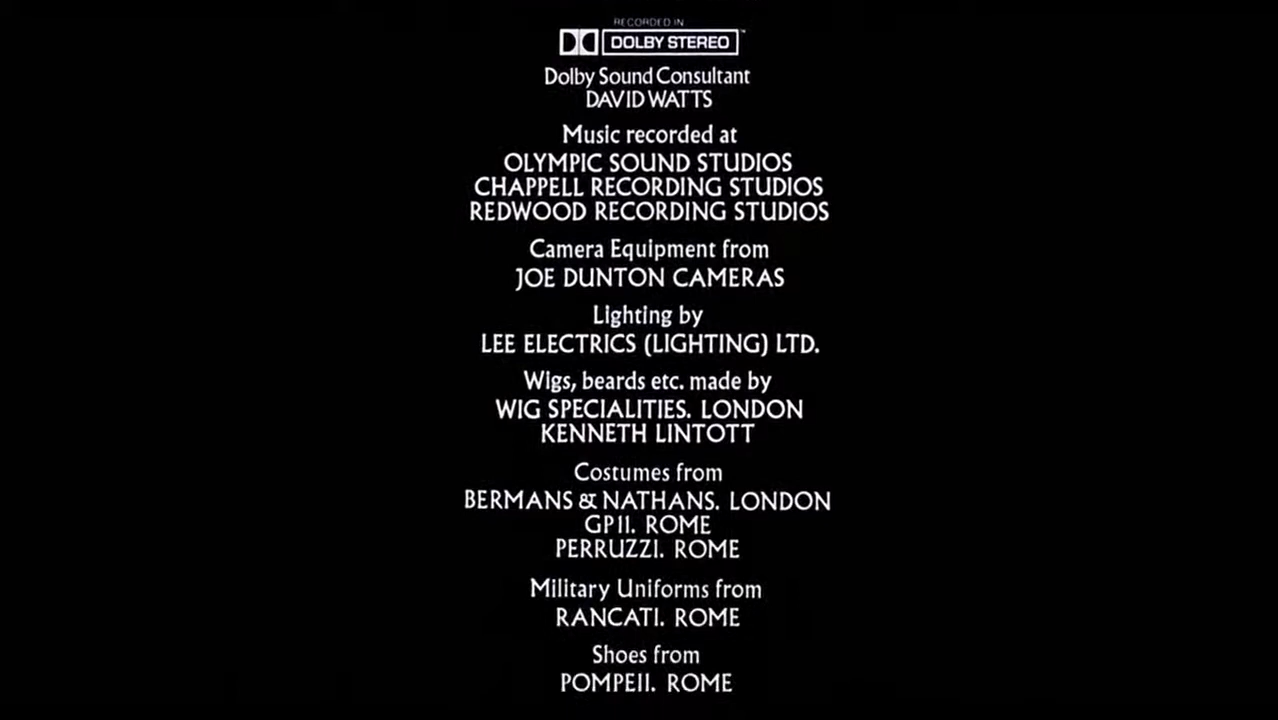 RECORDED IN
DOLBY STEREO™
Dolby Sound Consultant
DAVID WATTS
Music recorded at
OLYMPIC SOUND STUDIOS
CHAPPELL RECORDING STUDIOS
REDWOOD RECORDING STUDIOS
Camera Equipment from
JOE DUNTON CAMERAS
Lighting by
LEE ELECTRICS (LIGHTING) LTD.
Wigs, beards etc. made by
WIG SPECIALITIES. LONDON
KENNETH LINTOTT
Costumes from
BERMANS & NATHANS. LONDON
GP11. ROME
PERRUZZI. ROME
Military Uniforms from
RANCATI. ROME
Shoes from
POMPEII. ROME